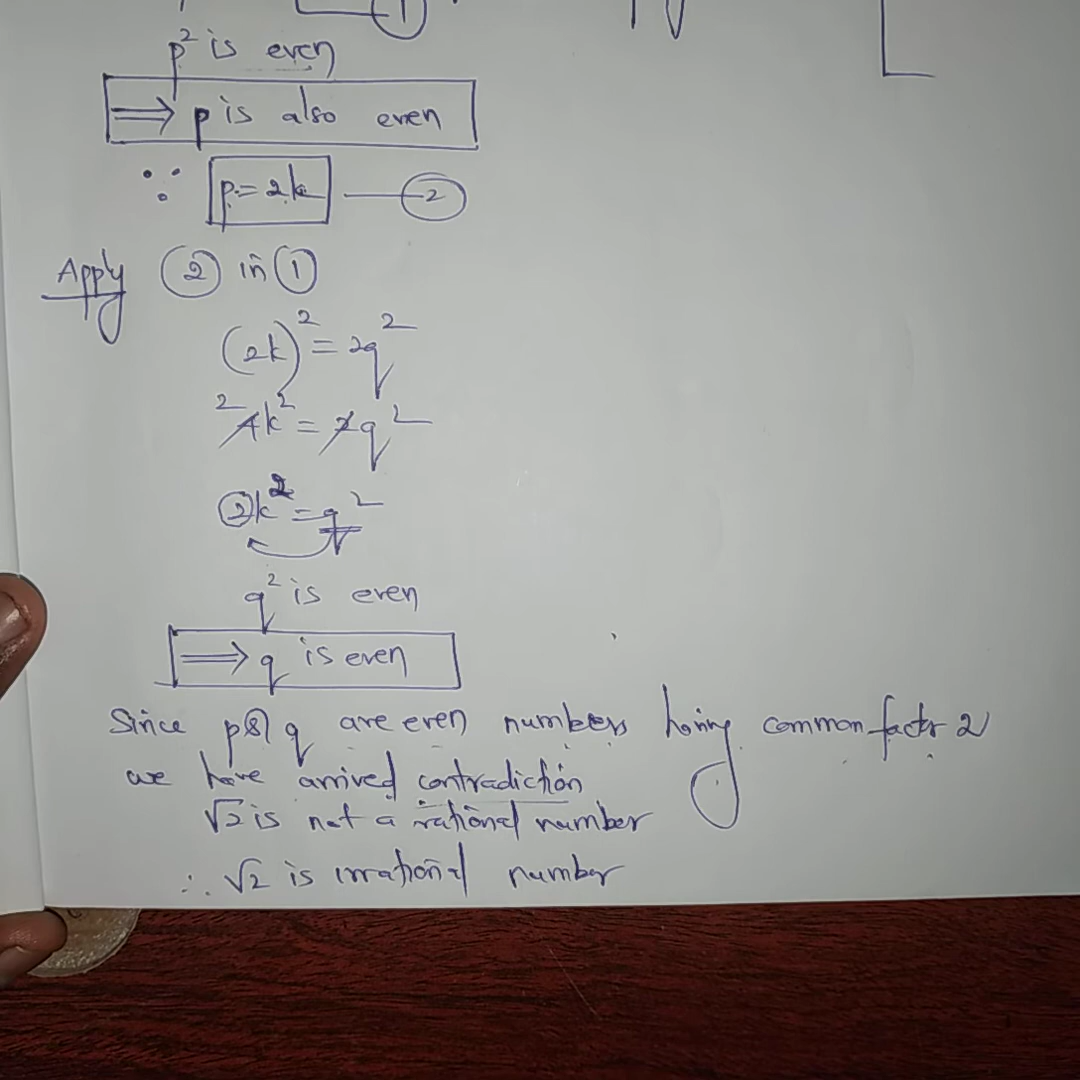 ①
p² is even
⟹ p is also even
∵ p = 2k — ②
Apply ② in ①
(2k)² = 2q²
²4k² = 2q²
②k² = q²
q² is even
⟹ q is even
Since p & q are even numbers having common factor 2
we have arrived contradiction
√2 is not a rational number
∴ √2 is irrational number